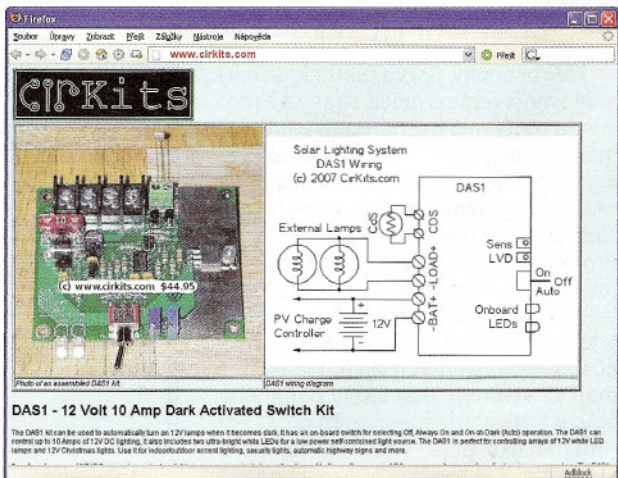 Firefox
Soubor Úpravy Zobrazit Přejít Záložky Nástroje Nápověda
www.cirkits.com Přejít
CirKits
(c) www.cirkits.com $44.95
Solar Lighting System
DAS1 Wiring
(c) 2007 CirKits.com
DAS1
CdS
CDS
External Lamps
-LOAD+
Sens
LVD
On
Off
Auto
PV Charge
Controller
+
12V
-
-BAT+
Onboard
LEDs
Photo of an assembled DAS1 kit.
DAS1 wiring diagram
DAS1 - 12 Volt 10 Amp Dark Activated Switch Kit
The DAS1 kit can be used to automatically turn on 12V lamps when it becomes dark. It has an on-board switch for selecting Off, Always On and On-at-Dark (Auto) operation. The DAS1 can
control up to 10 Amps of 12V DC lighting, it also includes two ultra-bright white LEDs for a low power self-contained light source. The DAS1 is perfect for controlling arrays of 12V white LED
lamps and 12V Christmas lights. Use it for indoor/outdoor accent lighting, security lights, automatic highway signs and more.
Adblock